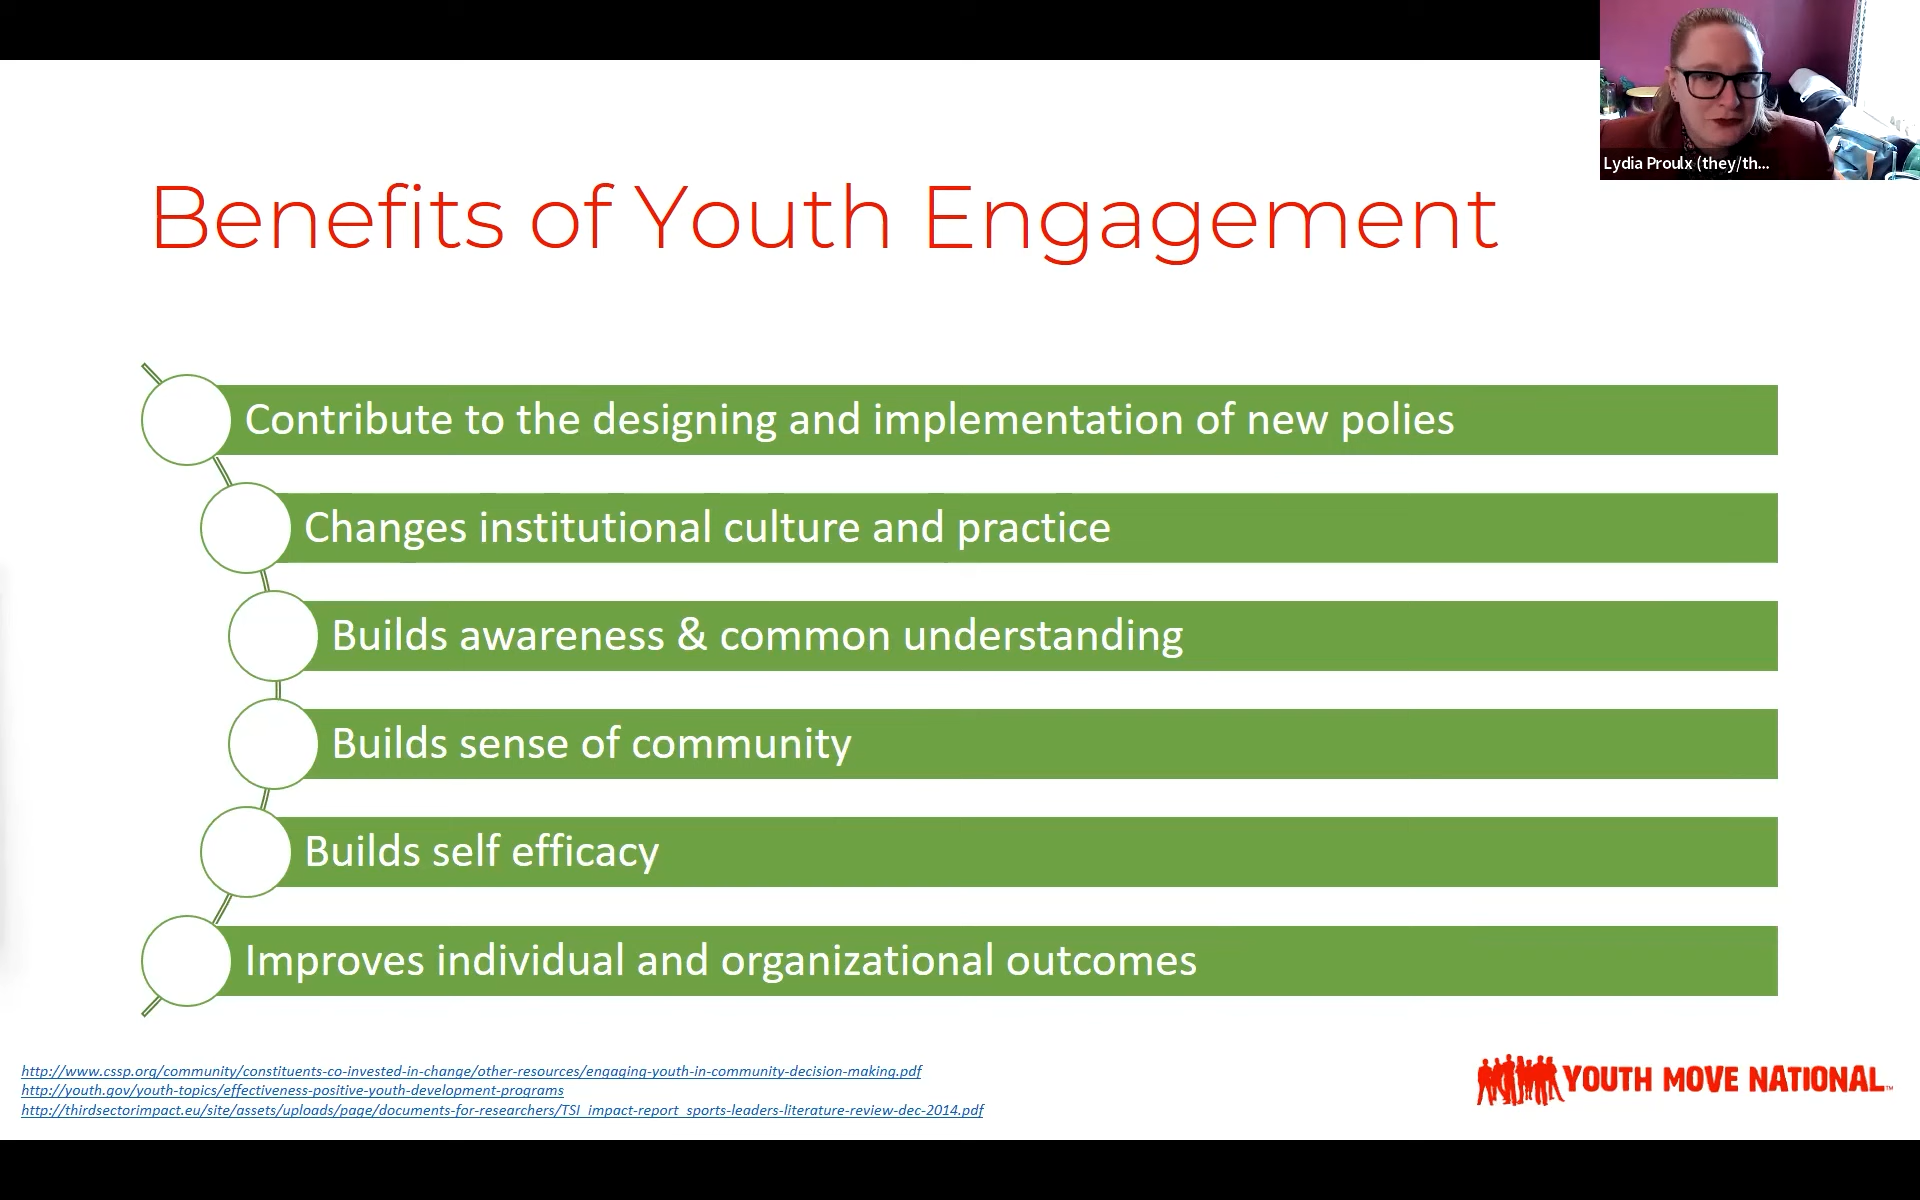 Lydia Proulx (they/th...
Benefits of Youth Engagement
Contribute to the designing and implementation of new polies
Changes institutional culture and practice
Builds awareness & common understanding
Builds sense of community
Builds self efficacy
Improves individual and organizational outcomes
http://www.cssp.org/community/constituents-co-invested-in-change/other-resources/engaging-youth-in-community-decision-making.pdf
http://youth.gov/youth-topics/effectiveness-positive-youth-development-programs
http://thirdsectorimpact.eu/site/assets/uploads/page/documents-for-researchers/TSI_impact-report_sports-leaders-literature-review-dec-2014.pdf
YOUTH MOVE NATIONAL™